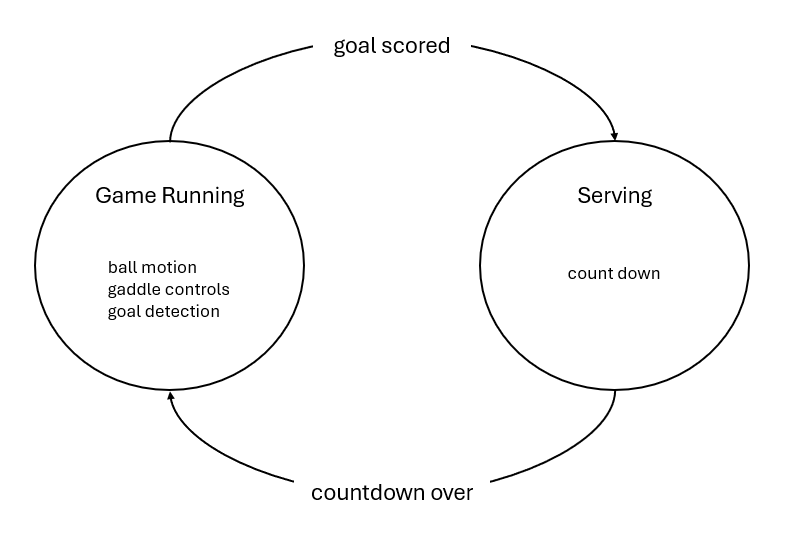 goal scored
Game Running
ball motion
gaddle controls
goal detection
Serving
count down
countdown over